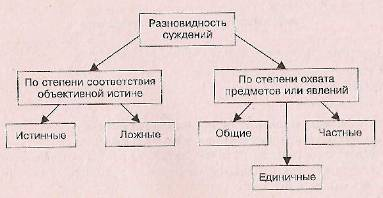 Разновидность
суждений
По степени соответствия
объективной истине
По степени охвата
предметов или явлений
Истинные
Ложные
Общие
Частные
Единичные